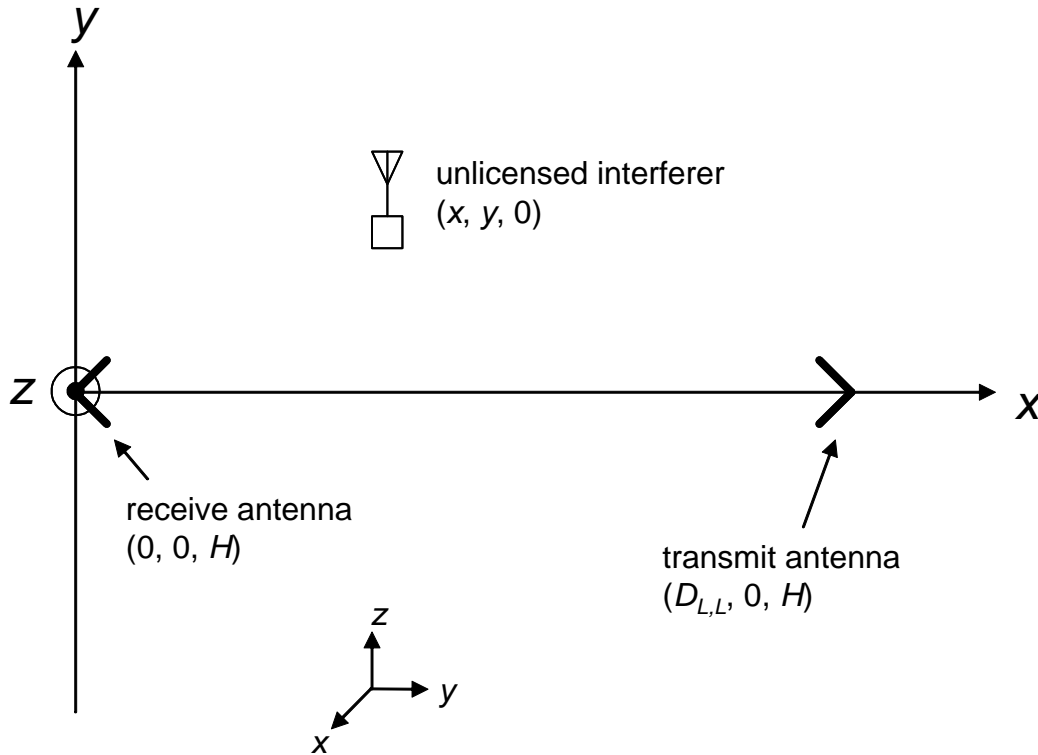 y
unlicensed interferer
(x, y, 0)
z
x
receive antenna
(0, 0, H)
transmit antenna
(D_{L,L}, 0, H)
z
y
x